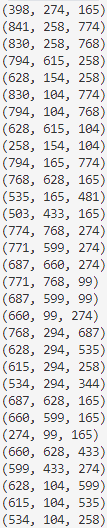 (398, 274, 165)
(841, 258, 774)
(830, 258, 768)
(794, 615, 258)
(628, 154, 258)
(830, 104, 774)
(794, 104, 768)
(628, 615, 104)
(258, 154, 104)
(794, 165, 774)
(768, 628, 165)
(535, 165, 481)
(503, 433, 165)
(774, 768, 274)
(771, 599, 274)
(687, 660, 274)
(771, 768, 99)
(687, 599, 99)
(660, 99, 274)
(768, 294, 687)
(628, 294, 535)
(615, 294, 258)
(534, 294, 344)
(687, 628, 165)
(660, 599, 165)
(274, 99, 165)
(660, 628, 433)
(599, 433, 274)
(628, 104, 599)
(615, 104, 535)
(534, 104, 258)